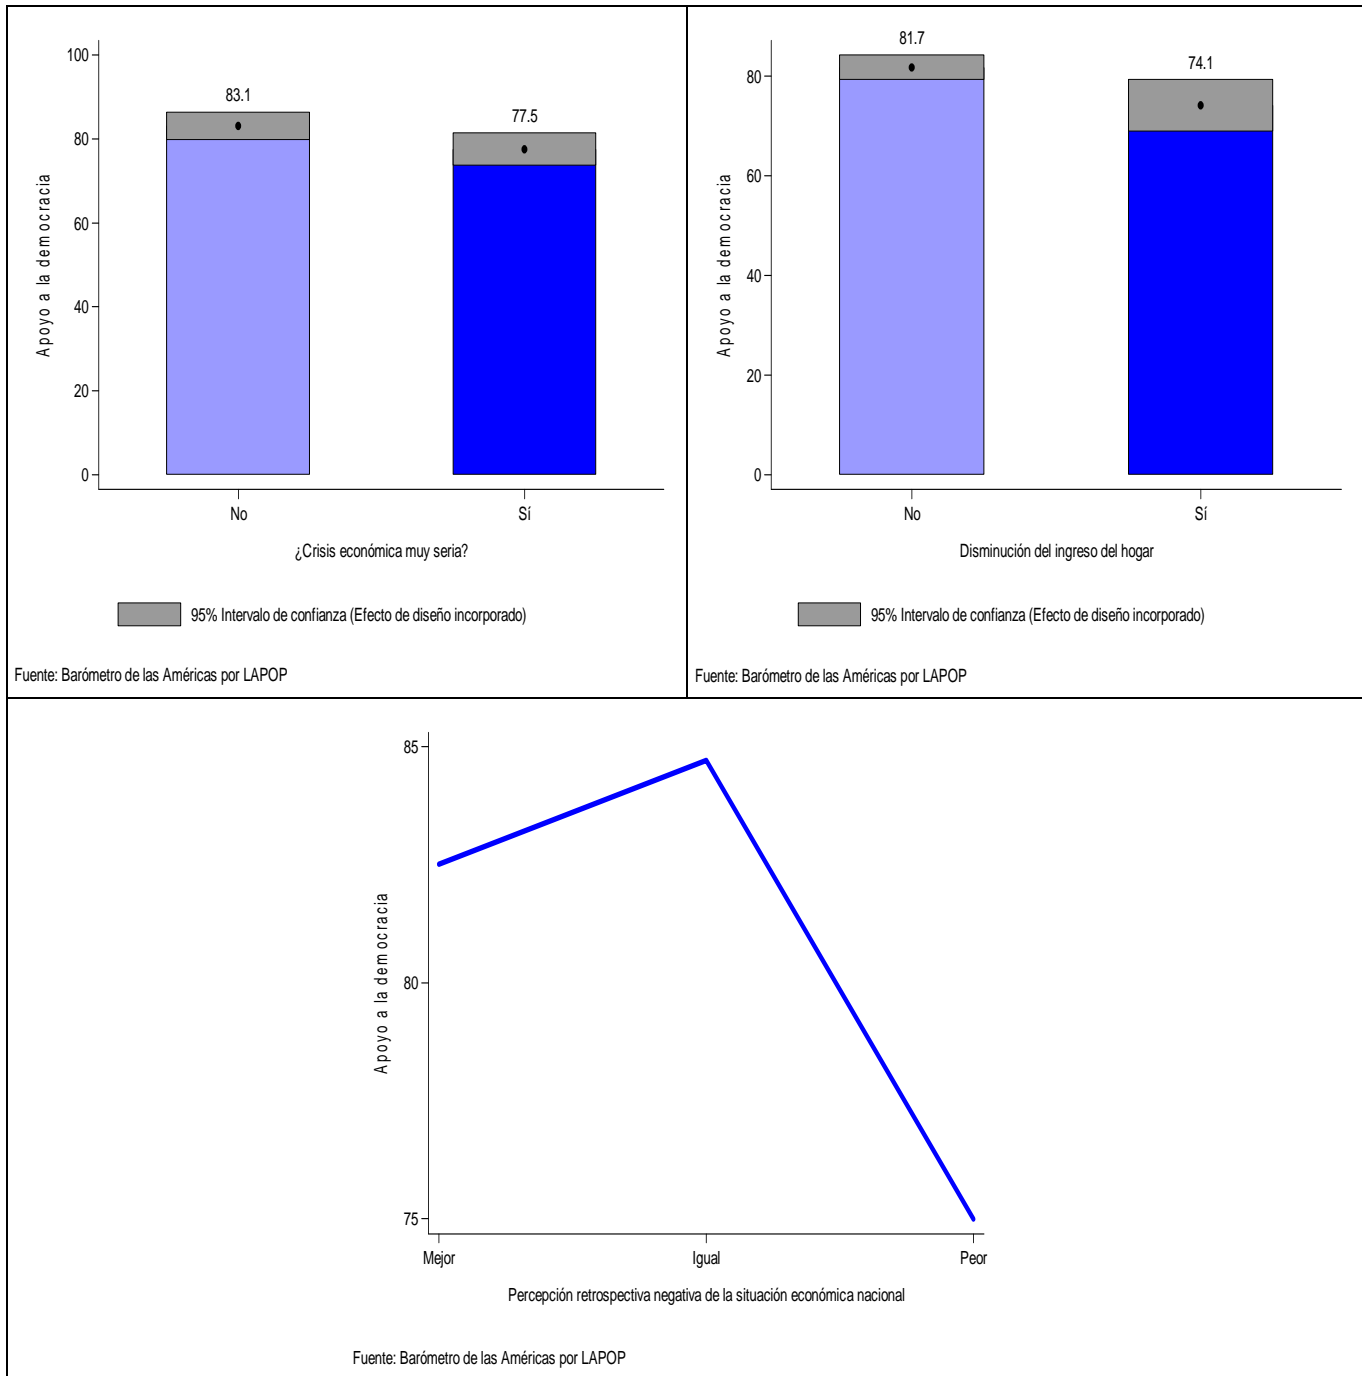 100
80
60
40
20
0
Apoyo a la democracia
83.1
77.5
No
Sí
¿Crisis económica muy seria?
95% Intervalo de confianza (Efecto de diseño incorporado)
Fuente: Barómetro de las Américas por LAPOP
80
60
40
20
0
Apoyo a la democracia
81.7
74.1
No
Sí
Disminución del ingreso del hogar
95% Intervalo de confianza (Efecto de diseño incorporado)
Fuente: Barómetro de las Américas por LAPOP
85
80
75
Apoyo a la democracia
Mejor
Igual
Peor
Percepción retrospectiva negativa de la situación económica nacional
Fuente: Barómetro de las Américas por LAPOP